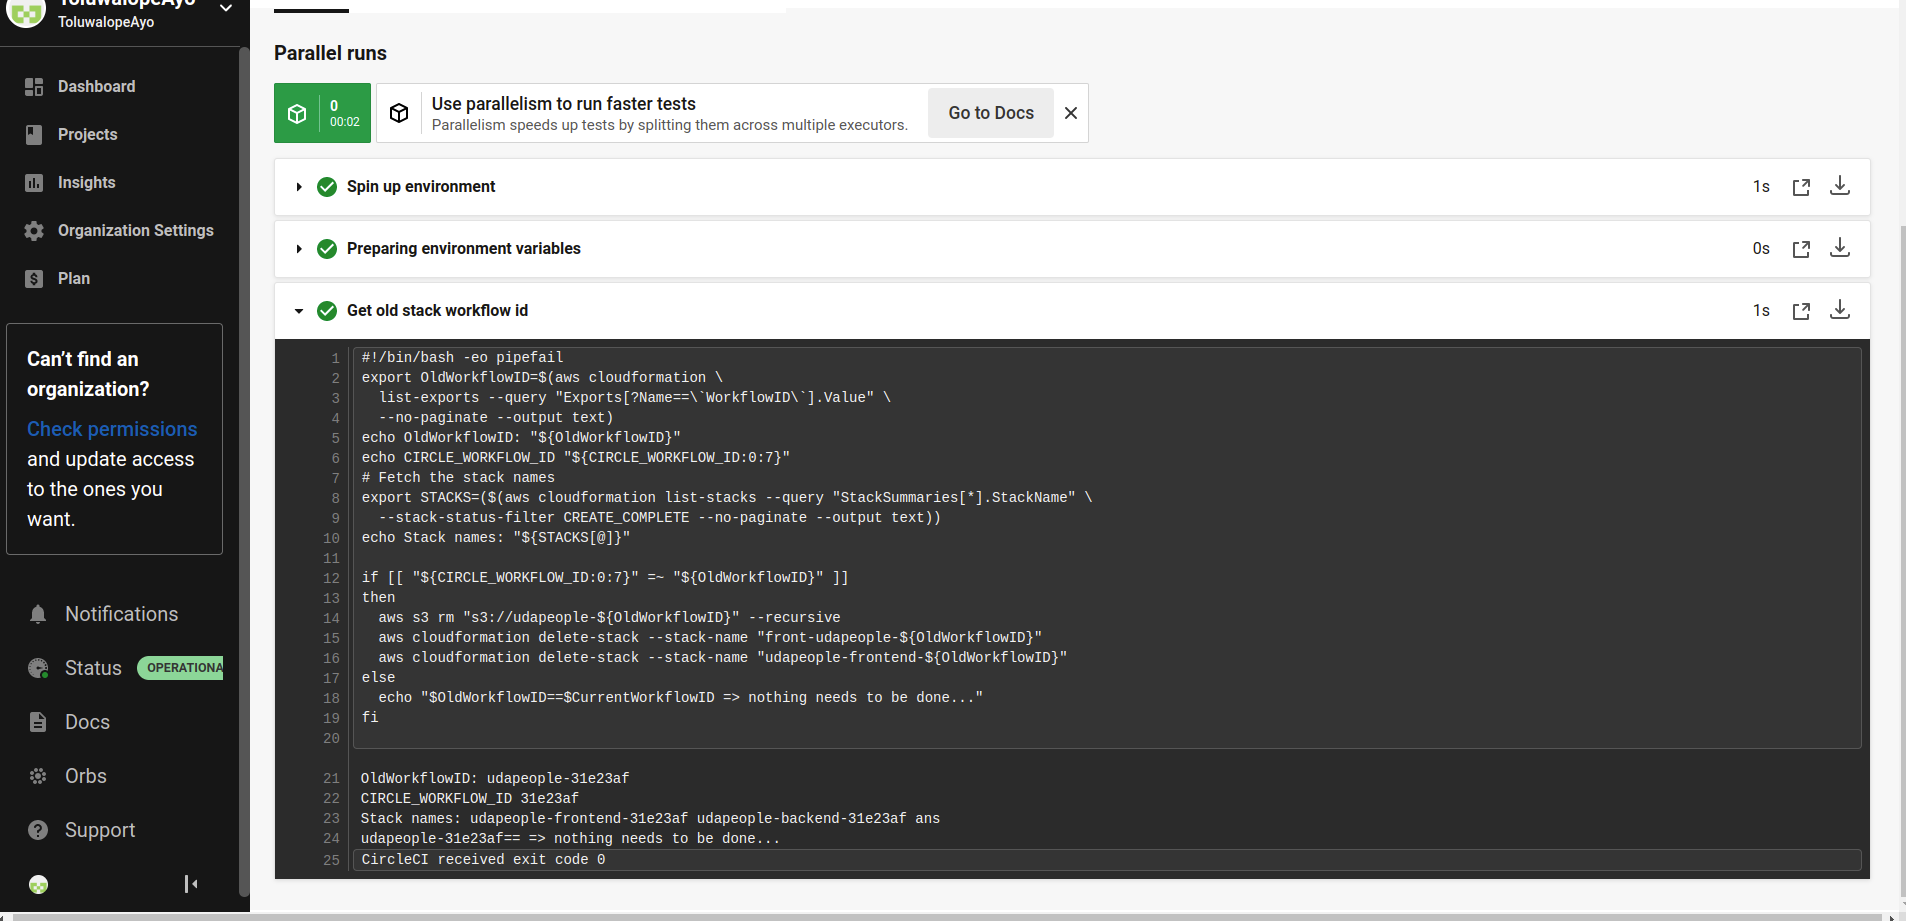 ToluwalopeAyo
ToluwalopeAyo
Dashboard
Projects
Insights
Organization Settings
Plan
Can't find an
organization?
Check permissions
and update access
to the ones you
want.
Notifications
Status OPERATIONA
Docs
Orbs
Support
Parallel runs
0
00:02
Use parallelism to run faster tests
Parallelism speeds up tests by splitting them across multiple executors.
Go to Docs
Spin up environment 1s
Preparing environment variables 0s
Get old stack workflow id 1s
1 #!/bin/bash -eo pipefail
2 export OldWorkflowID=$(aws cloudformation \
3   list-exports --query "Exports[?Name==\`WorkflowID\`].Value" \
4   --no-paginate --output text)
5 echo OldWorkflowID: "${OldWorkflowID}"
6 echo CIRCLE_WORKFLOW_ID "${CIRCLE_WORKFLOW_ID:0:7}"
7 # Fetch the stack names
8 export STACKS=($(aws cloudformation list-stacks --query "StackSummaries[*].StackName" \
9   --stack-status-filter CREATE_COMPLETE --no-paginate --output text))
10 echo Stack names: "${STACKS[@]}"
11
12 if [[ "${CIRCLE_WORKFLOW_ID:0:7}" =~ "${OldWorkflowID}" ]]
13 then
14   aws s3 rm "s3://udapeople-${OldWorkflowID}" --recursive
15   aws cloudformation delete-stack --stack-name "front-udapeople-${OldWorkflowID}"
16   aws cloudformation delete-stack --stack-name "udapeople-frontend-${OldWorkflowID}"
17 else
18   echo "$OldWorkflowID==$CurrentWorkflowID => nothing needs to be done..."
19 fi
20
21 OldWorkflowID: udapeople-31e23af
22 CIRCLE_WORKFLOW_ID 31e23af
23 Stack names: udapeople-frontend-31e23af udapeople-backend-31e23af ans
24 udapeople-31e23af== => nothing needs to be done...
25 CircleCI received exit code 0